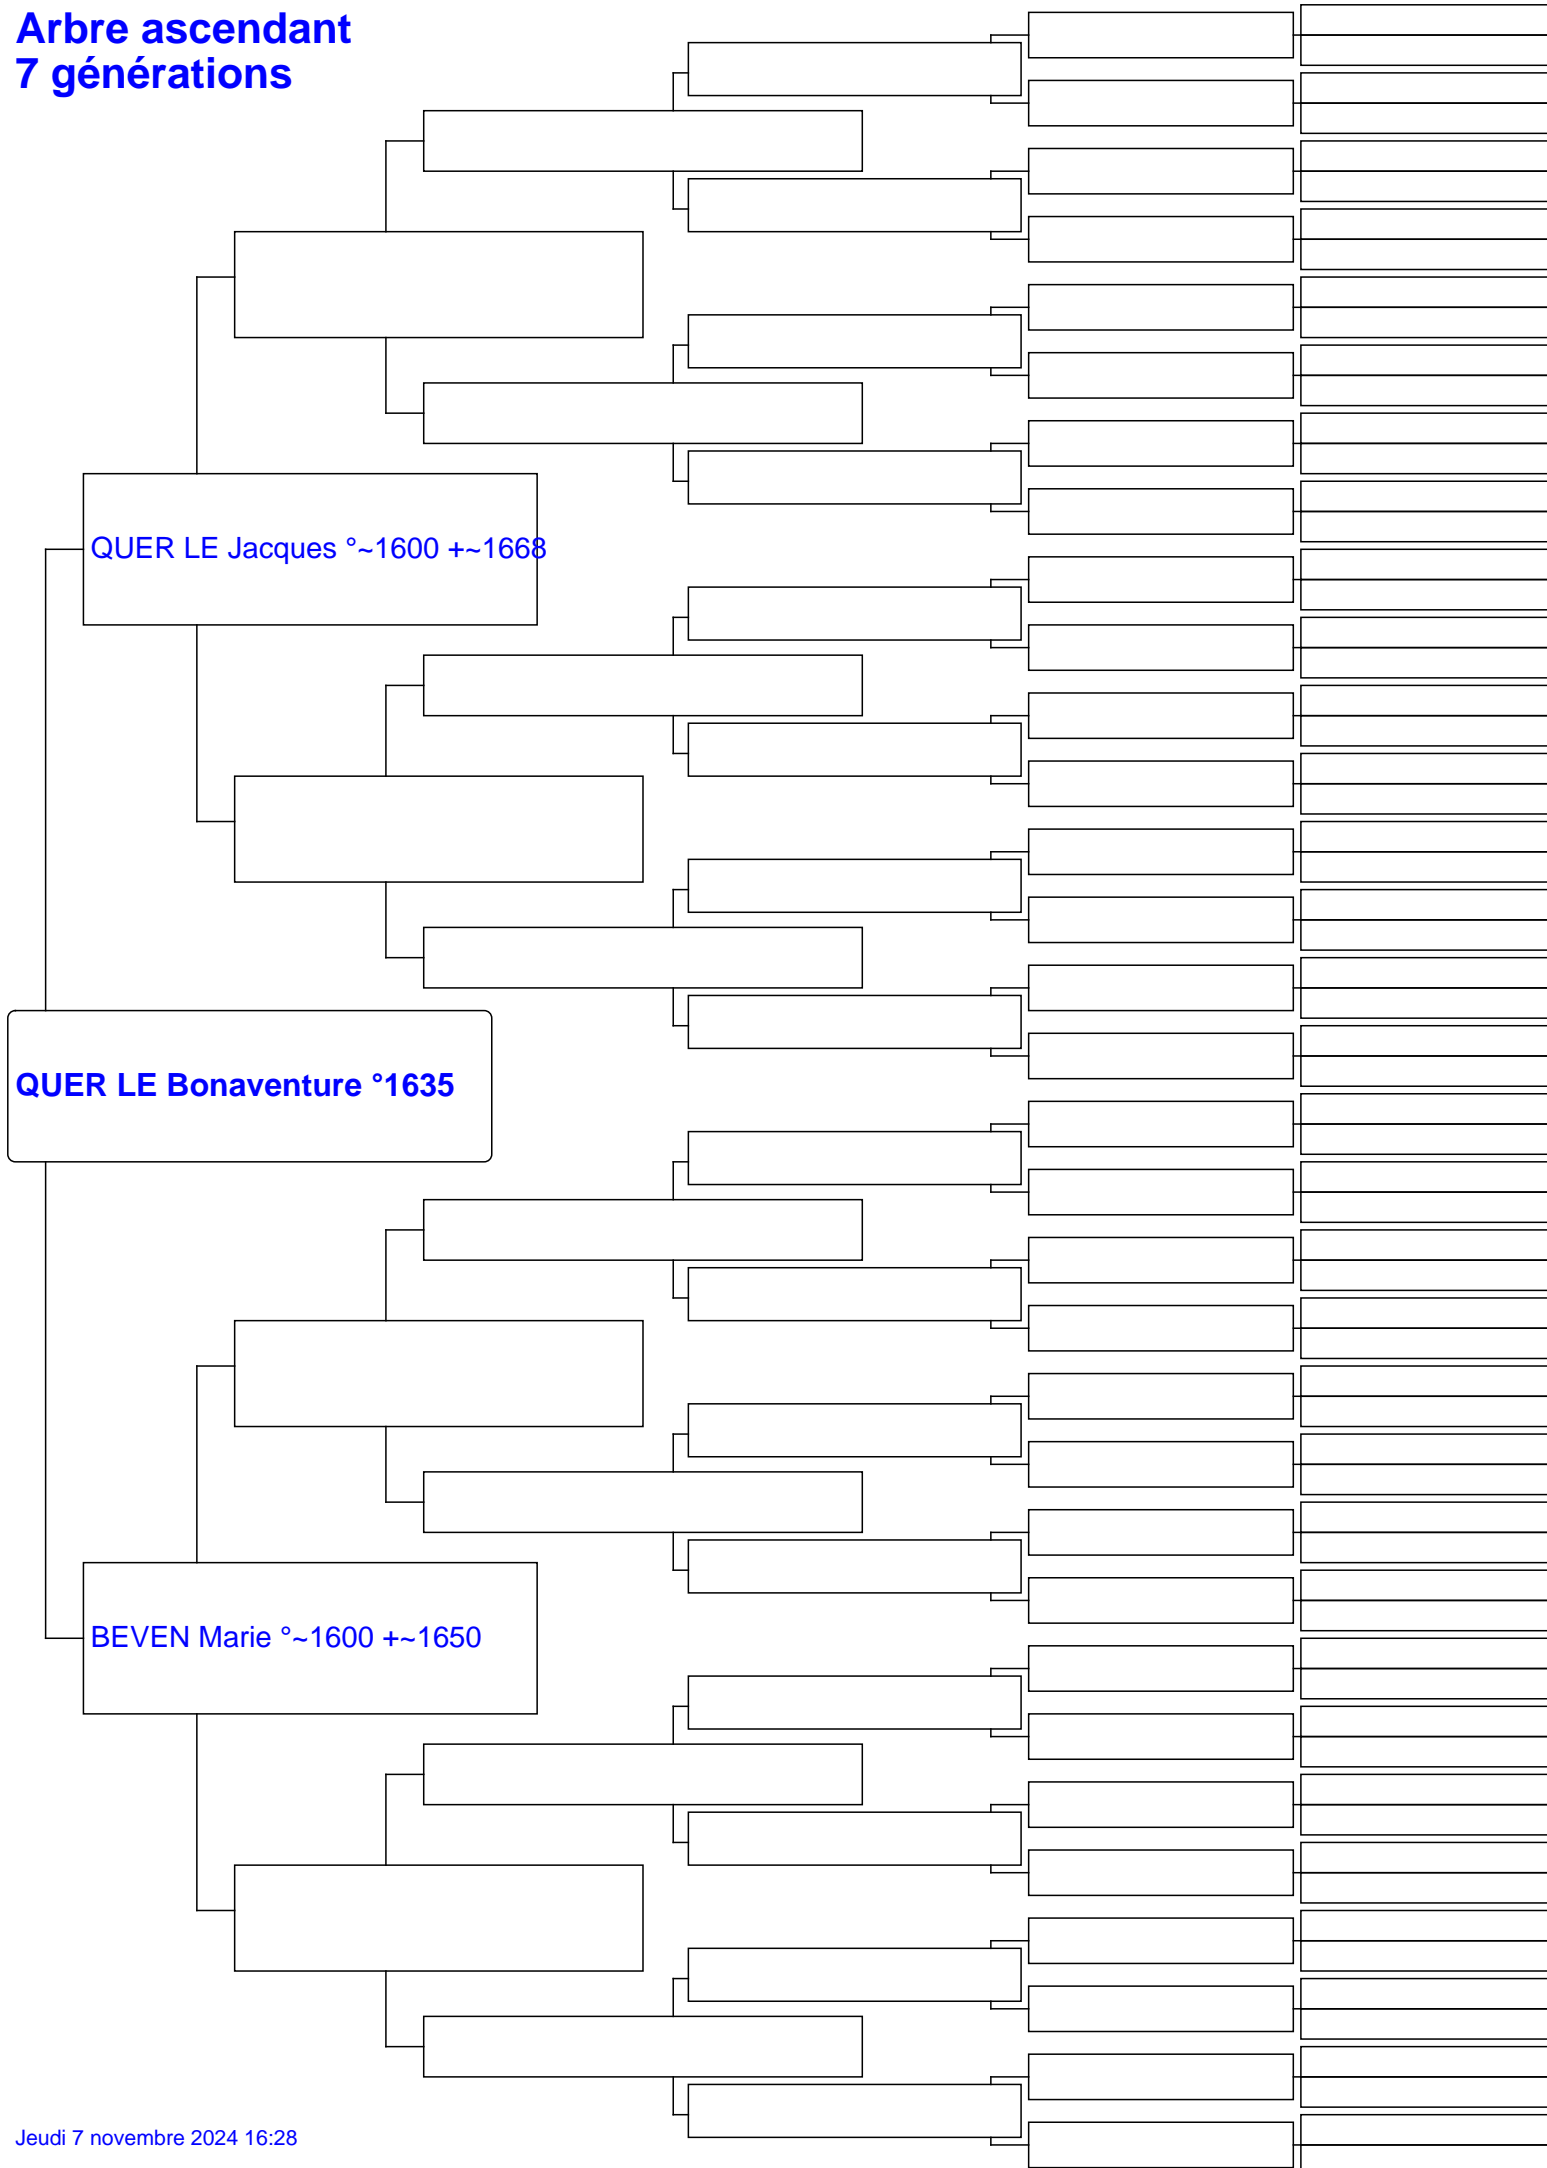 Arbre ascendant
7 générations
QUER LE Jacques °~1600 +~1668
QUER LE Bonaventure °1635
BEVEN Marie °~1600 +~1650
Jeudi 7 novembre 2024 16:28